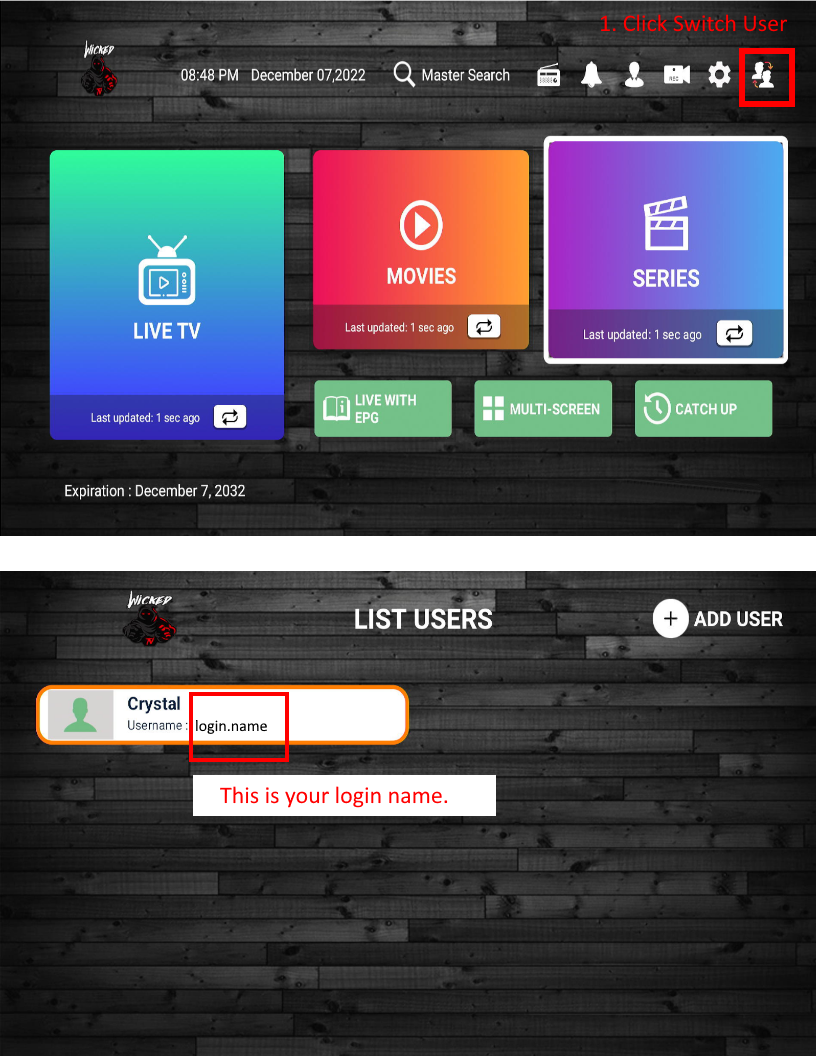 1. Click Switch User
WICKED
08:48 PM December 07,2022 Master Search
REC
LIVE TV
Last updated: 1 sec ago
MOVIES
Last updated: 1 sec ago
SERIES
Last updated: 1 sec ago
LIVE WITH
EPG
MULTI-SCREEN
CATCH UP
Expiration : December 7, 2032
WICKED
TV
LIST USERS
+ ADD USER
Crystal
Username : login.name
This is your login name.